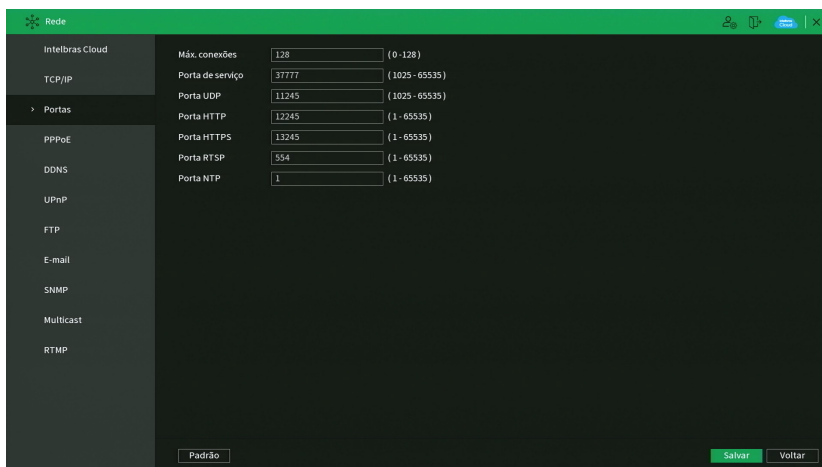 Rede
Cloud
Intelbras Cloud
TCP/IP
Portas
PPPoE
DDNS
UPnP
FTP
E-mail
SNMP
Multicast
RTMP
Máx. conexões 128 (0-128)
Porta de serviço 37777 (1025-65535)
Porta UDP 11245 (1025-65535)
Porta HTTP 12245 (1-65535)
Porta HTTPS 13245 (1-65535)
Porta RTSP 554 (1-65535)
Porta NTP 1 (1-65535)
Padrão Salvar Voltar